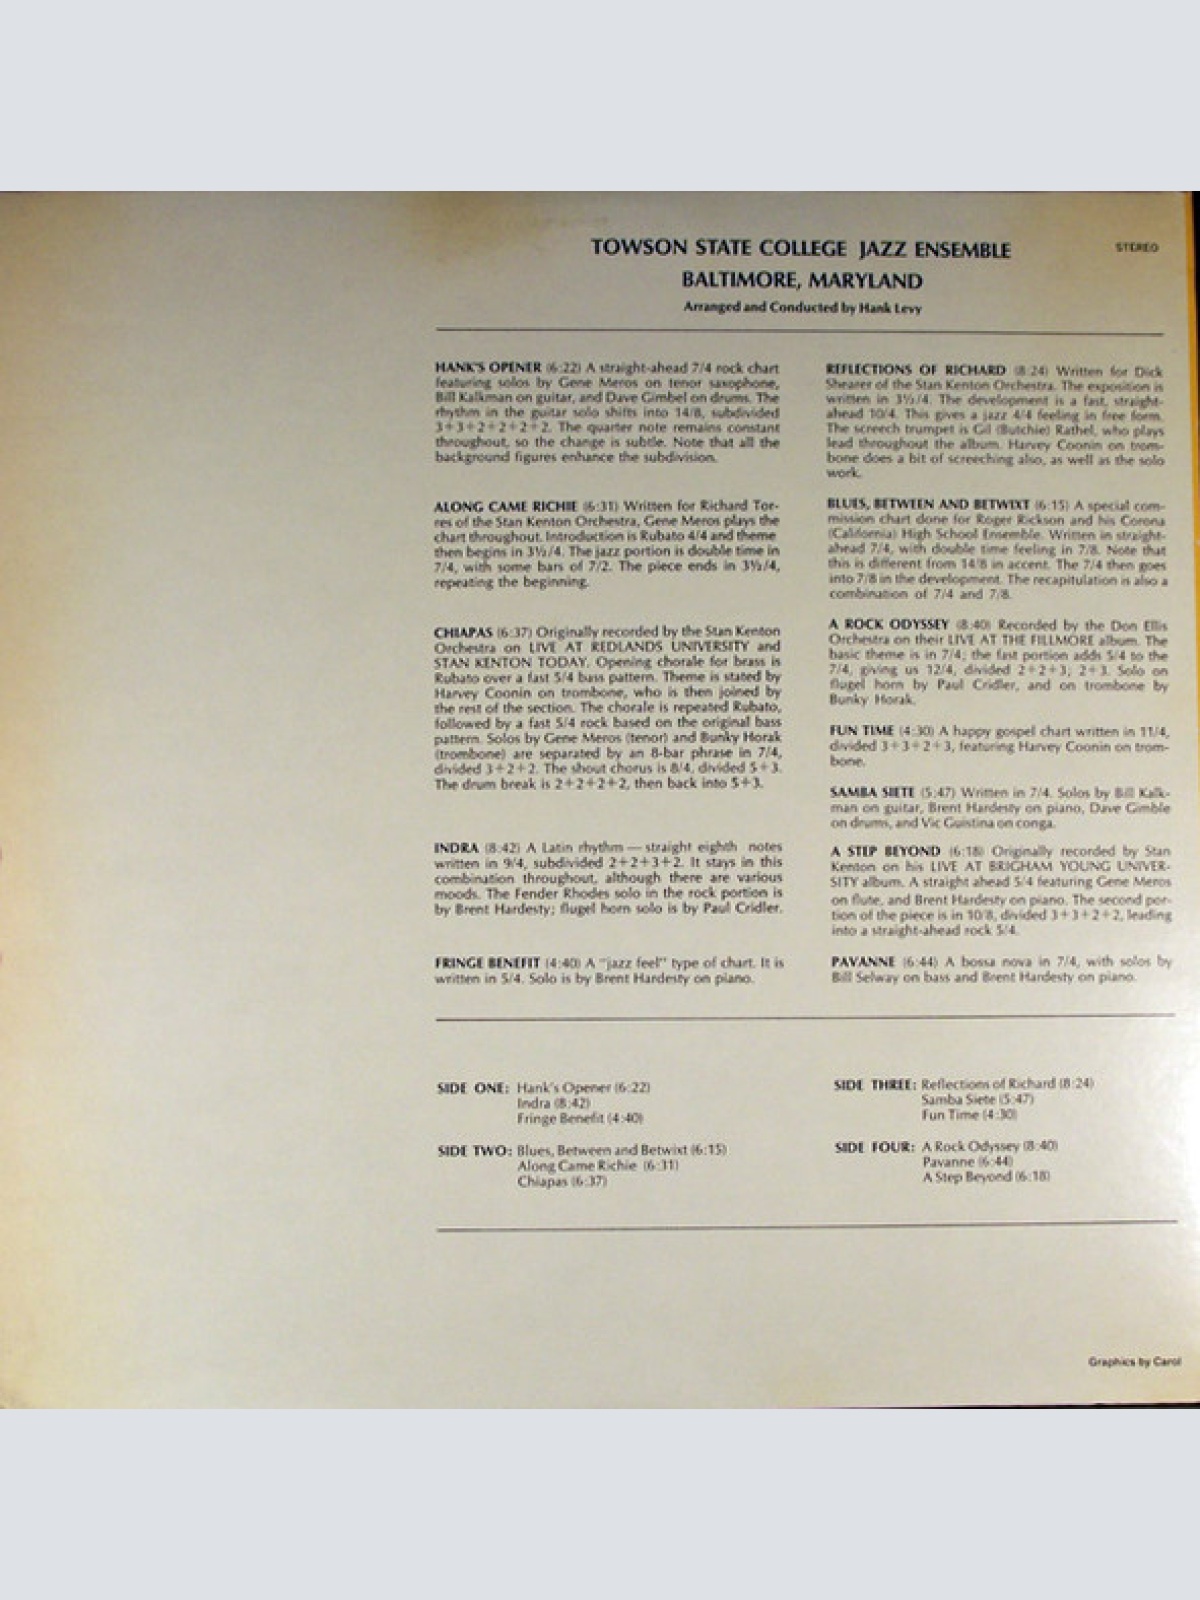 TOWSON STATE COLLEGE JAZZ ENSEMBLE
STEREO
BALTIMORE, MARYLAND
Arranged and Conducted by Hank Levy
HANK'S OPENER (6:22) A straight-ahead 7/4 rock chart
featuring solos by Gene Meros on tenor saxophone,
Bill Kalkman on guitar, and Dave Gimbel on drums. The
rhythm in the guitar solo shifts into 14/8, subdivided
3+3+2+2+2+2. The quarter note remains constant
throughout, so the change is subtle. Note that all the
background figures enhance the subdivision.
ALONG CAME RICHIE (6:31) Written for Richard Tor-
res of the Stan Kenton Orchestra, Gene Meros plays the
chart throughout. Introduction is Rubato 4/4 and theme
then begins in 3½/4. The jazz portion is double time in
7/4, with some bars of 7/2. The piece ends in 3½/4,
repeating the beginning.
CHIAPAS (6:37) Originally recorded by the Stan Kenton
Orchestra on LIVE AT REDLANDS UNIVERSITY and
STAN KENTON TODAY. Opening chorale for brass is
Rubato over a fast 5/4 bass pattern. Theme is stated by
Harvey Coonin on trombone, who is then joined by
the rest of the section. The chorale is repeated Rubato,
followed by a fast 5/4 rock based on the original bass
pattern. Solos by Gene Meros (tenor) and Bunky Horak
(trombone) are separated by an 8-bar phrase in 7/4,
divided 3+2+2. The shout chorus is 8/4, divided 5+3.
The drum break is 2+2+2+2, then back into 5+3.
INDRA (8:42) A Latin rhythm — straight eighth notes
written in 9/4, subdivided 2+2+3+2. It stays in this
combination throughout, although there are various
moods. The Fender Rhodes solo in the rock portion is
by Brent Hardesty; flugel horn solo is by Paul Cridler.
FRINGE BENEFIT (4:40) A "jazz feel" type of chart. It is
written in 5/4. Solo is by Brent Hardesty on piano.
REFLECTIONS OF RICHARD (8:24) Written for Dick
Shearer of the Stan Kenton Orchestra. The exposition is
written in 3½/4. The development is a fast, straight-
ahead 10/4. This gives a jazz 4/4 feeling in free form.
The screech trumpet is Gil (Butchie) Rathel, who plays
lead throughout the album. Harvey Coonin on trom-
bone does a bit of screeching also, as well as the solo
work.
BLUES, BETWEEN AND BETWIXT (6:15) A special com-
mission chart done for Roger Rickson and his Corona
(California) High School Ensemble. Written in straight-
ahead 7/4, with double time feeling in 7/8. Note that
this is different from 14/8 in accent. The 7/4 then goes
into 7/8 in the development. The recapitulation is also a
combination of 7/4 and 7/8.
A ROCK ODYSSEY (8:40) Recorded by the Don Ellis
Orchestra on their LIVE AT THE FILLMORE album. The
basic theme is in 7/4; the fast portion adds 5/4 to the
7/4, giving us 12/4, divided 2+2+3; 2+3. Solo on
flugel horn by Paul Cridler, and on trombone by
Bunky Horak.
FUN TIME (4:30) A happy gospel chart written in 11/4,
divided 3+3+2+3, featuring Harvey Coonin on trom-
bone.
SAMBA SIETE (5:47) Written in 7/4. Solos by Bill Kalk-
man on guitar, Brent Hardesty on piano, Dave Gimble
on drums, and Vic Guistina on conga.
A STEP BEYOND (6:18) Originally recorded by Stan
Kenton on his LIVE AT BRIGHAM YOUNG UNIVER-
SITY album. A straight ahead 5/4 featuring Gene Meros
on flute, and Brent Hardesty on piano. The second por-
tion of the piece is in 10/8, divided 3+3+2+2, leading
into a straight-ahead rock 5/4.
PAVANNE (6:44) A bossa nova in 7/4, with solos by
Bill Selway on bass and Brent Hardesty on piano.
SIDE ONE: Hank's Opener (6:22)
Indra (8:42)
Fringe Benefit (4:40)
SIDE TWO: Blues, Between and Betwixt (6:15)
Along Came Richie (6:31)
Chiapas (6:37)
SIDE THREE: Reflections of Richard (8:24)
Samba Siete (5:47)
Fun Time (4:30)
SIDE FOUR: A Rock Odyssey (8:40)
Pavanne (6:44)
A Step Beyond (6:18)
Graphics by Carol